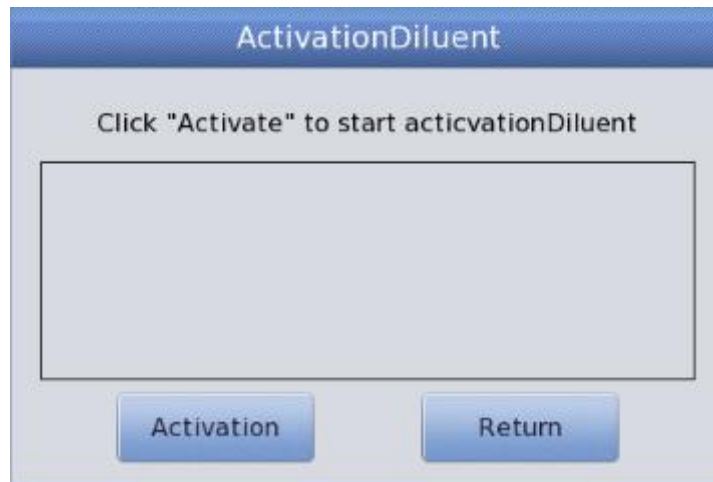 ActivationDiluent
Click "Activate" to start acticvationDiluent
Activation Return